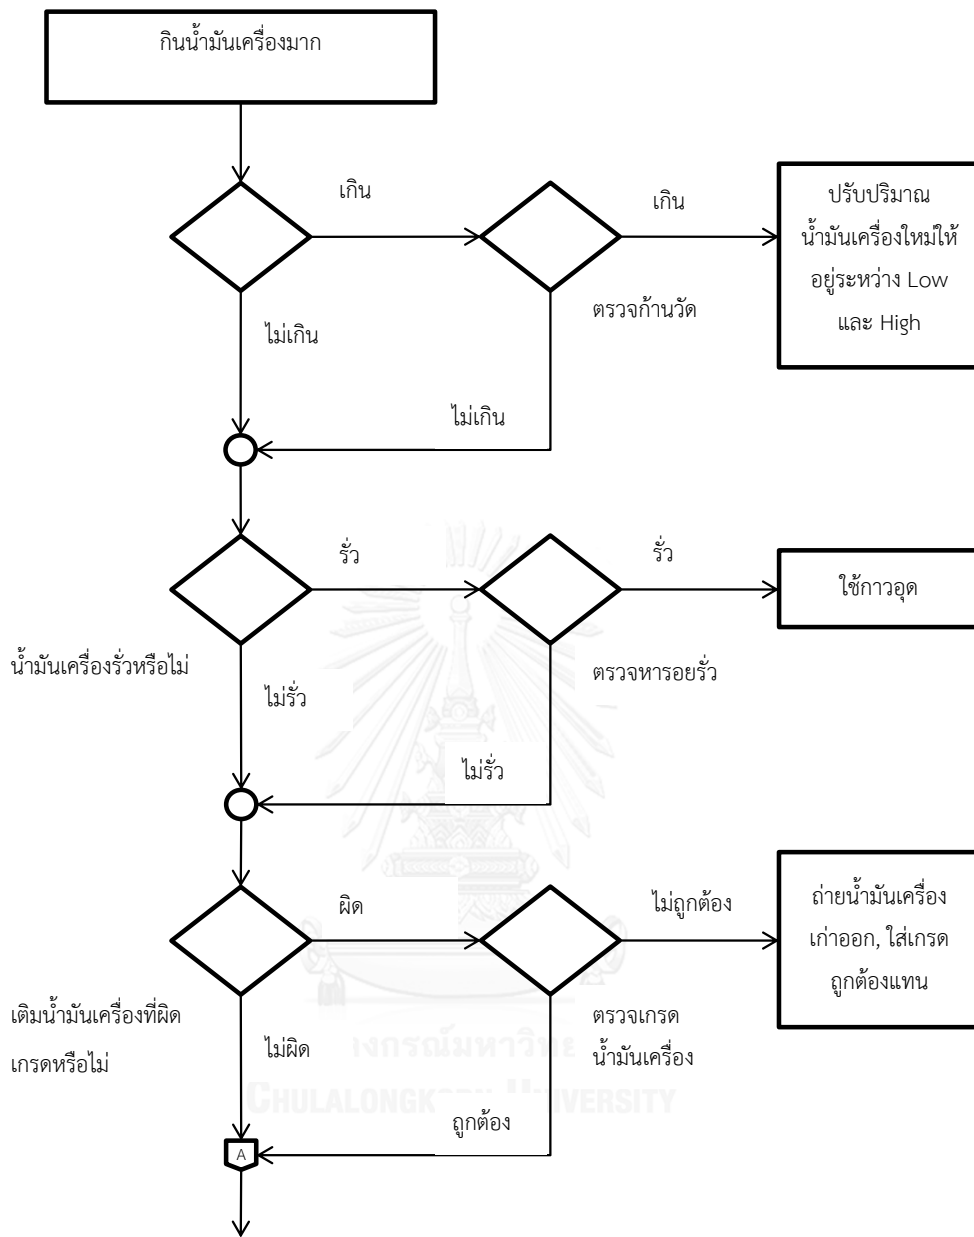 กินน้ำมันเครื่องมาก
เกิน
เกิน
ปรับปริมาณ
น้ำมันเครื่องใหม่ให้
อยู่ระหว่าง Low
และ High
ตรวจก้านวัด
ไม่เกิน
ไม่เกิน
รั่ว
รั่ว
ใช้กาวอุด
น้ำมันเครื่องรั่วหรือไม่
ตรวจหารอยรั่ว
ไม่รั่ว
ไม่รั่ว
ผิด
ไม่ถูกต้อง
ถ่ายน้ำมันเครื่อง
เก่าออก, ใส่เกรด
ถูกต้องแทน
เติมน้ำมันเครื่องที่ผิด
เกรดหรือไม่
ไม่ผิด
ตรวจเกรด
น้ำมันเครื่อง
ถูกต้อง
A